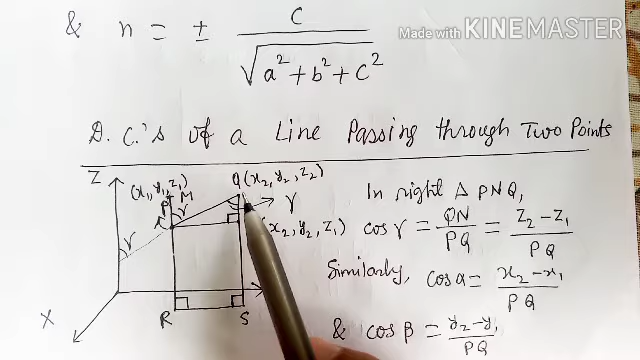 Made with KINEMASTER
& n = ± c / √(a² + b² + c²)
D.C.'s of a Line Passing through Two Points
Z
(x₁, y₁, z₁) M
P
Q(x₂, y₂, z₂)
In right Δ PNQ,
γ
γ
γ
A
(x₂, y₂, z₁)
cos γ = QN / PQ = Z₂ - Z₁ / PQ
Similarly, cos α = x₂ - x₁ / PQ
X
R
S
& cos β = y₂ - y₁ / PQ